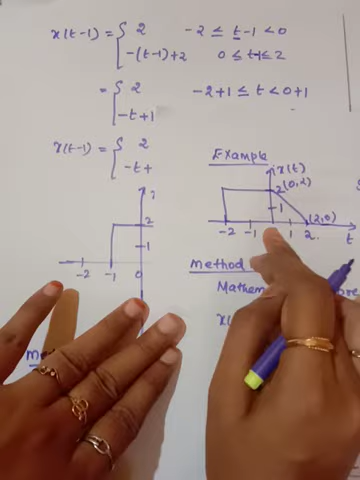 x(t-1) = { 2 -2 ≤ t-1 < 0
-(t-1)+2 0 ≤ t-1 ≤ 2
= { 2 -2+1 ≤ t < 0+1
-t+1
x(t-1) = { 2
-t+
2
1
-2 -1 0
Example
x(t)
2 (0,2)
1
(2,0)
-2 -1 1 2 t
Method
Mathem